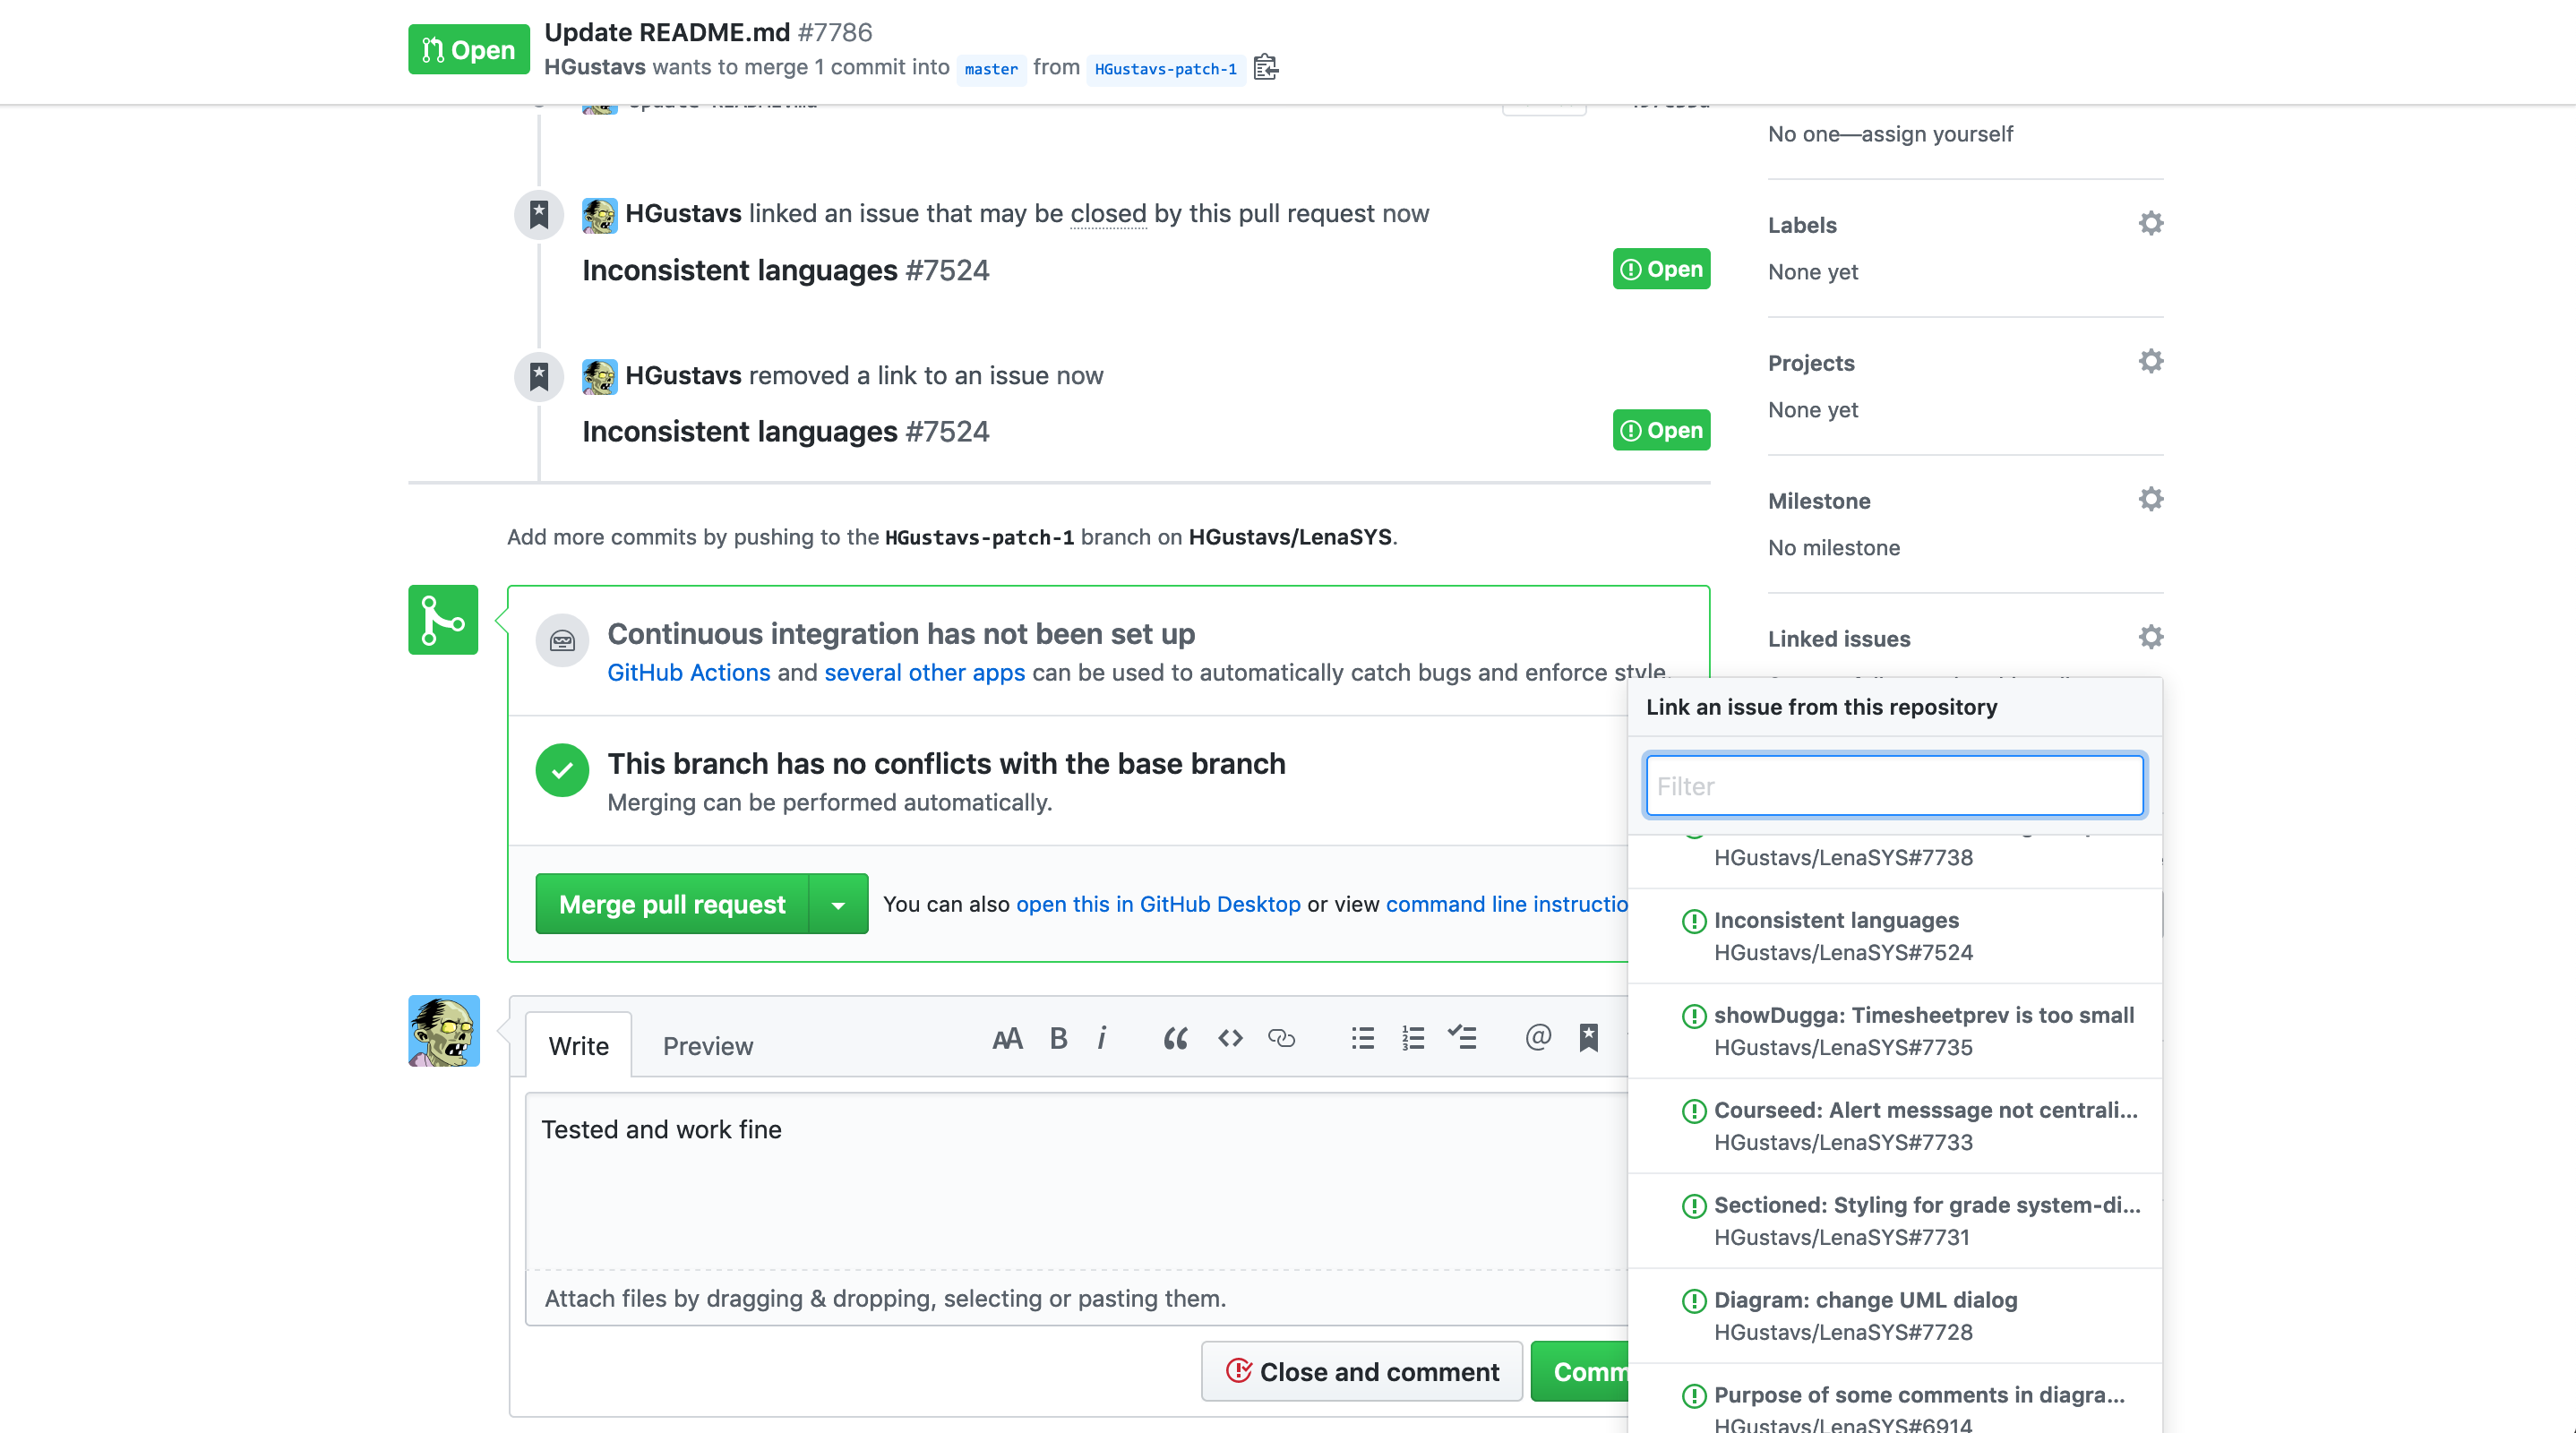 Open
Update README.md #7786
HGustavs wants to merge 1 commit into master from HGustavs-patch-1
No one—assign yourself
HGustavs linked an issue that may be closed by this pull request now
Inconsistent languages #7524
Open
HGustavs removed a link to an issue now
Inconsistent languages #7524
Open
Labels
None yet
Projects
None yet
Milestone
No milestone
Linked issues
Add more commits by pushing to the HGustavs-patch-1 branch on HGustavs/LenaSYS.
Continuous integration has not been set up
GitHub Actions and several other apps can be used to automatically catch bugs and enforce style.
This branch has no conflicts with the base branch
Merging can be performed automatically.
Merge pull request
You can also open this in GitHub Desktop or view command line instructio
Write
Preview
Tested and work fine
Attach files by dragging & dropping, selecting or pasting them.
Close and comment
Comm
Link an issue from this repository
Filter
HGustavs/LenaSYS#7738
Inconsistent languages
HGustavs/LenaSYS#7524
showDugga: Timesheetprev is too small
HGustavs/LenaSYS#7735
Courseed: Alert messsage not centrali...
HGustavs/LenaSYS#7733
Sectioned: Styling for grade system-di...
HGustavs/LenaSYS#7731
Diagram: change UML dialog
HGustavs/LenaSYS#7728
Purpose of some comments in diagra...
HGustavs/LenaSYS#6914